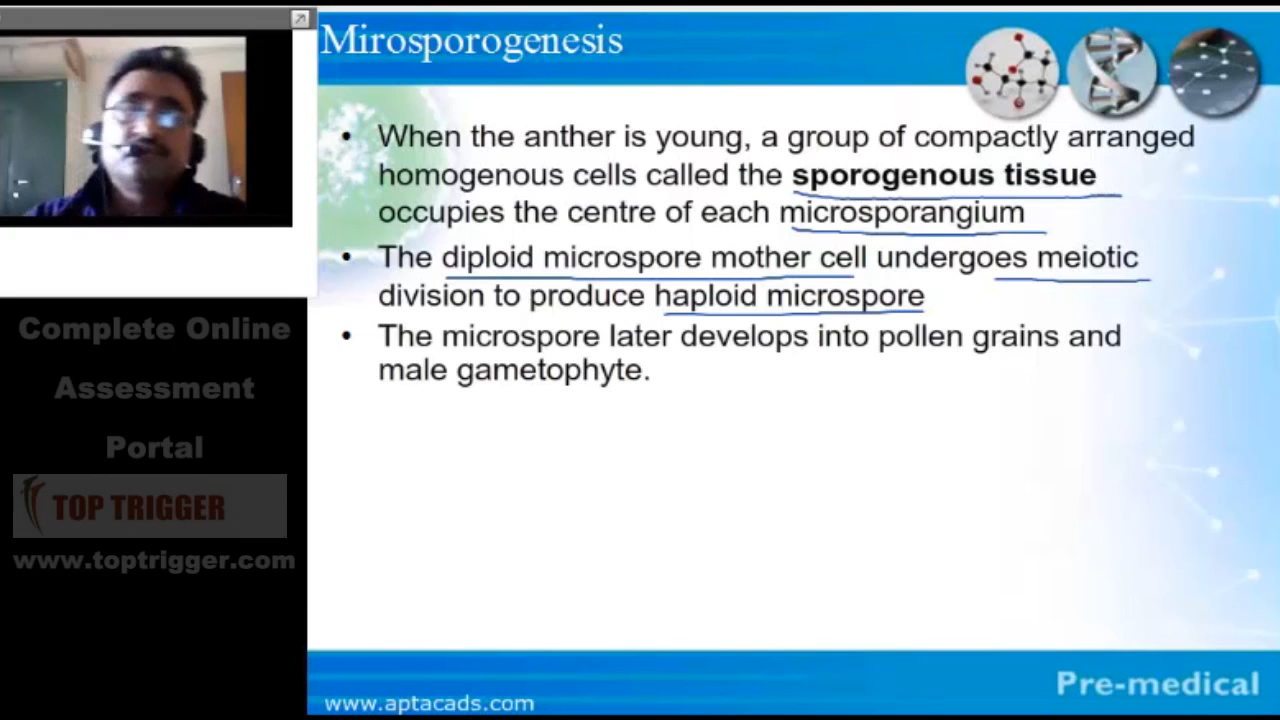 Mirosporogenesis
• When the anther is young, a group of compactly arranged
homogenous cells called the sporogenous tissue
occupies the centre of each microsporangium
• The diploid microspore mother cell undergoes meiotic
division to produce haploid microspore
• The microspore later develops into pollen grains and
male gametophyte.
Complete Online
Assessment
Portal
TOP TRIGGER
www.toptrigger.com
www.aptacads.com
Pre-medical